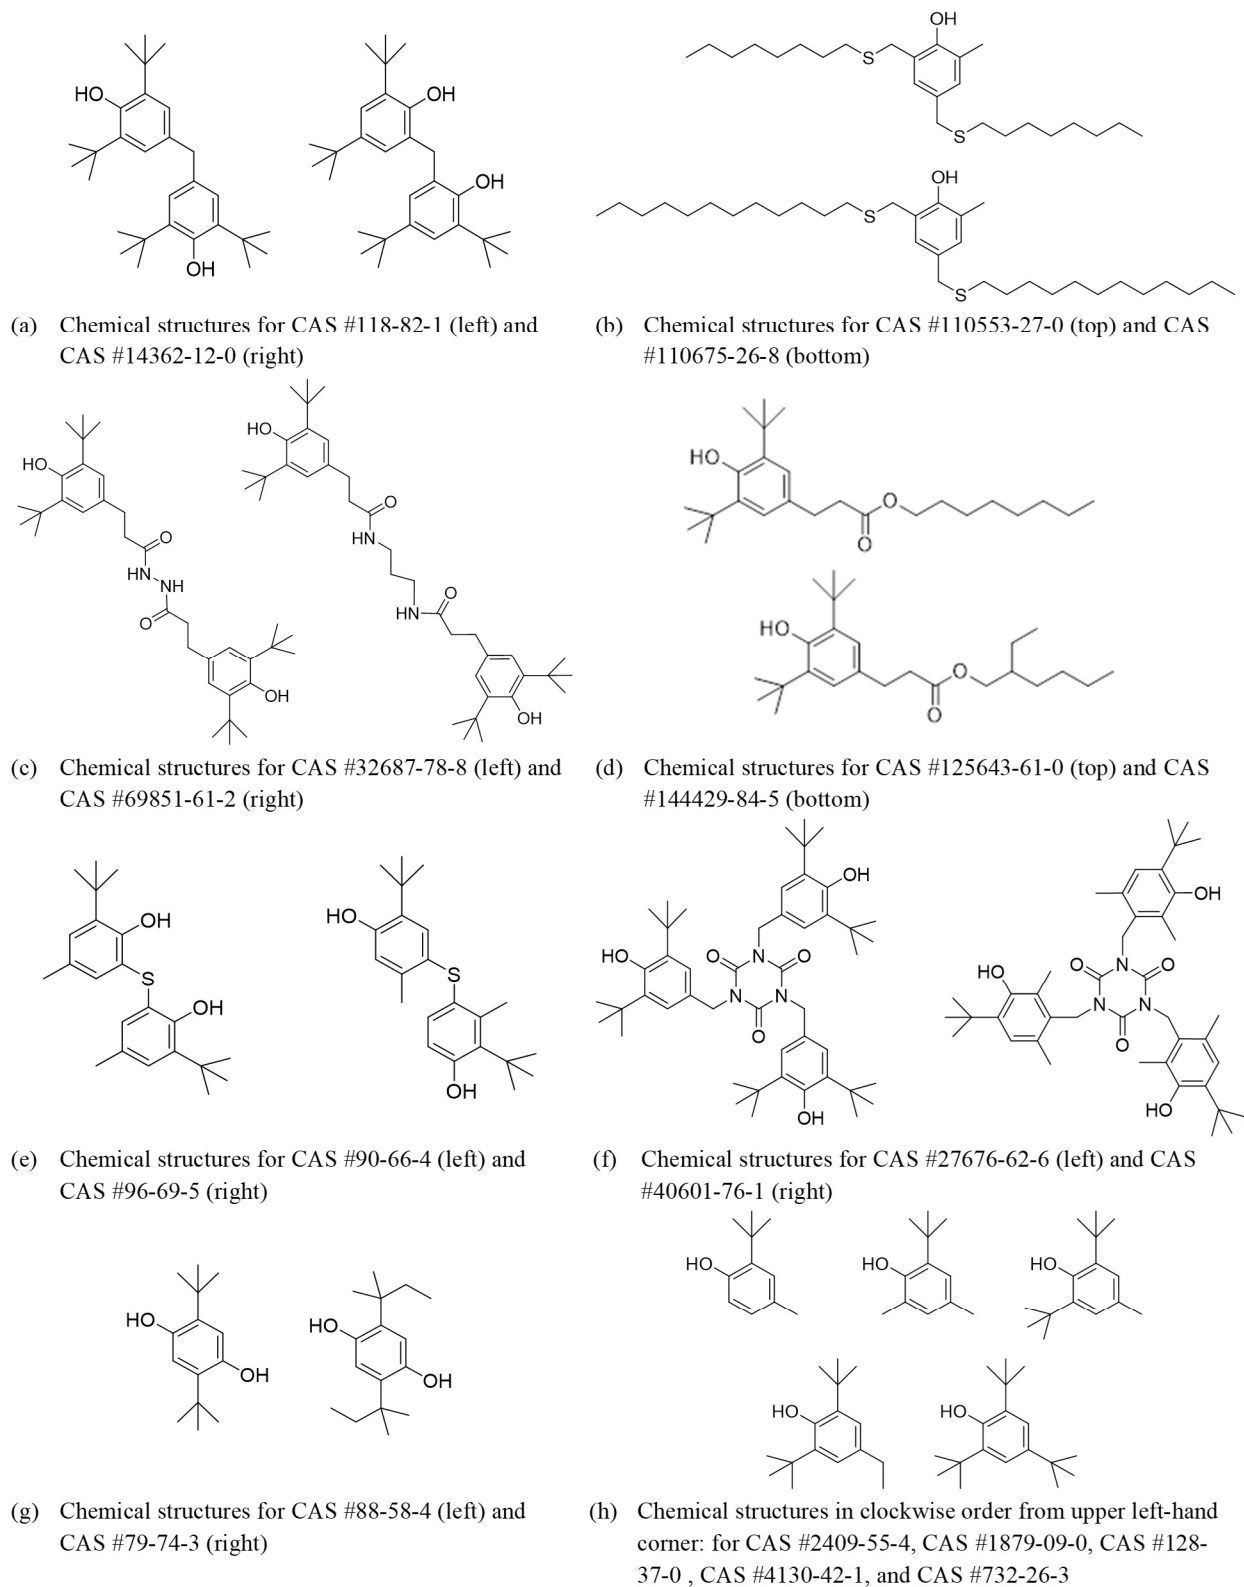 HO
OH
OH
OH
OH
S
S
OH
S
S
(a) Chemical structures for CAS #118-82-1 (left) and
CAS #14362-12-0 (right)
(b) Chemical structures for CAS #110553-27-0 (top) and CAS
#110675-26-8 (bottom)
HO
O
HN
NH
O
OH
HO
O
HN
HN
O
OH
HO
O
O
HO
O
O
(c) Chemical structures for CAS #32687-78-8 (left) and
CAS #69851-61-2 (right)
(d) Chemical structures for CAS #125643-61-0 (top) and CAS
#144429-84-5 (bottom)
OH
S
OH
HO
S
OH
OH
HO
O
N
O
N
N
O
OH
OH
HO
O
N
O
N
N
O
HO
(e) Chemical structures for CAS #90-66-4 (left) and
CAS #96-69-5 (right)
(f) Chemical structures for CAS #27676-62-6 (left) and CAS
#40601-76-1 (right)
HO
OH
HO
OH
HO
HO
HO
HO
HO
(g) Chemical structures for CAS #88-58-4 (left) and
CAS #79-74-3 (right)
(h) Chemical structures in clockwise order from upper left-hand
corner: for CAS #2409-55-4, CAS #1879-09-0, CAS #128-
37-0 , CAS #4130-42-1, and CAS #732-26-3